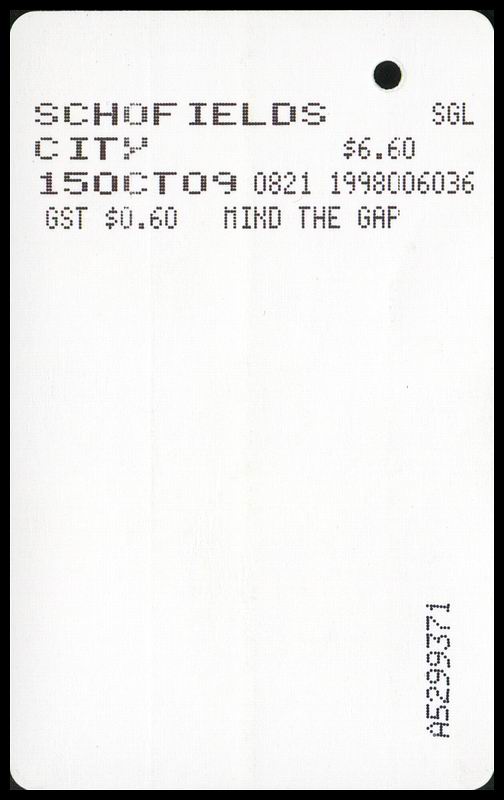 SCHOFIELDS SGL
CITY $6.60
15OCT09 0821 1998006036
GST $0.60 MIND THE GAP
A5299371